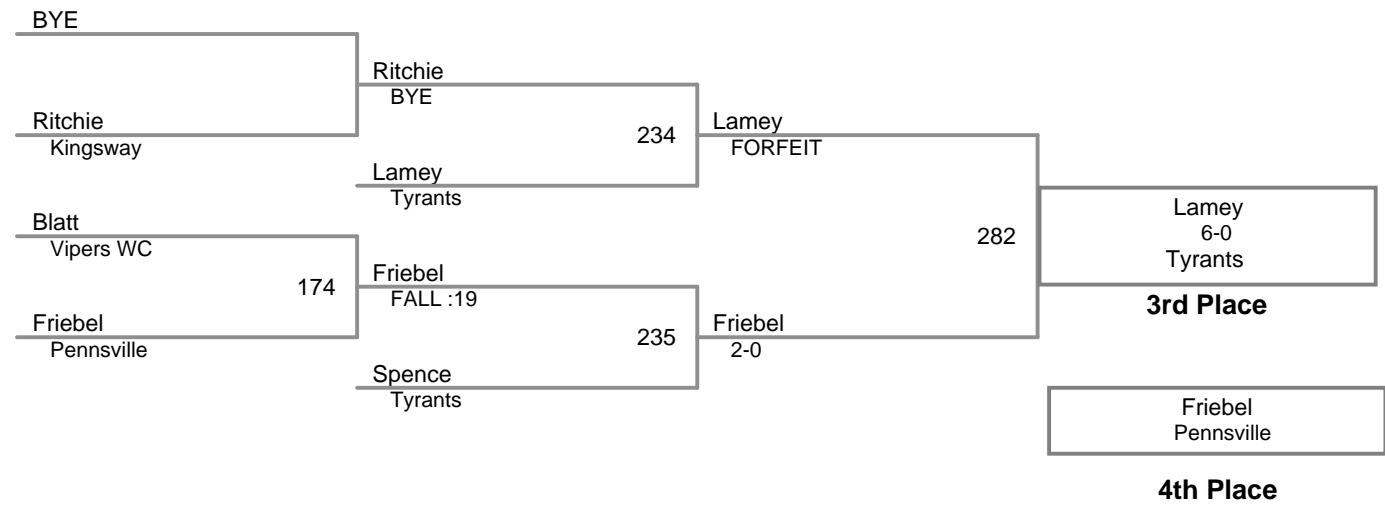 BYE
Ritchie
BYE
Ritchie
Kingsway
234
Lamey
FORFEIT
Lamey
Tyrants
Blatt
Vipers WC
174
Friebel
FALL :19
282
Lamey
6-0
Tyrants
3rd Place
Friebel
Pennsville
235
Friebel
2-0
Spence
Tyrants
Friebel
Pennsville
4th Place